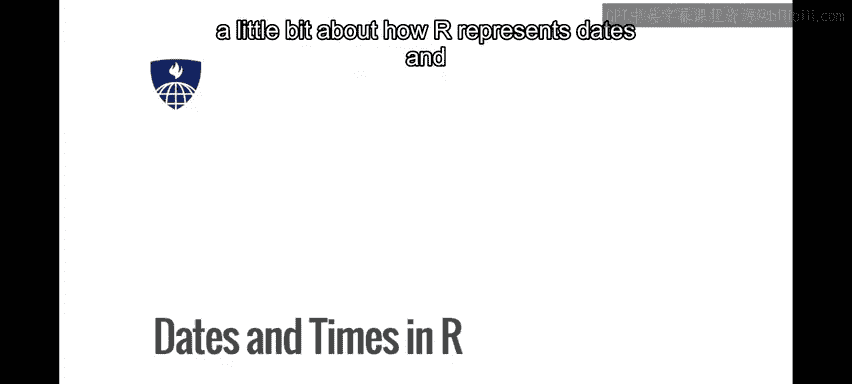 a little bit about how R represents dates
and
Dates and Times in R